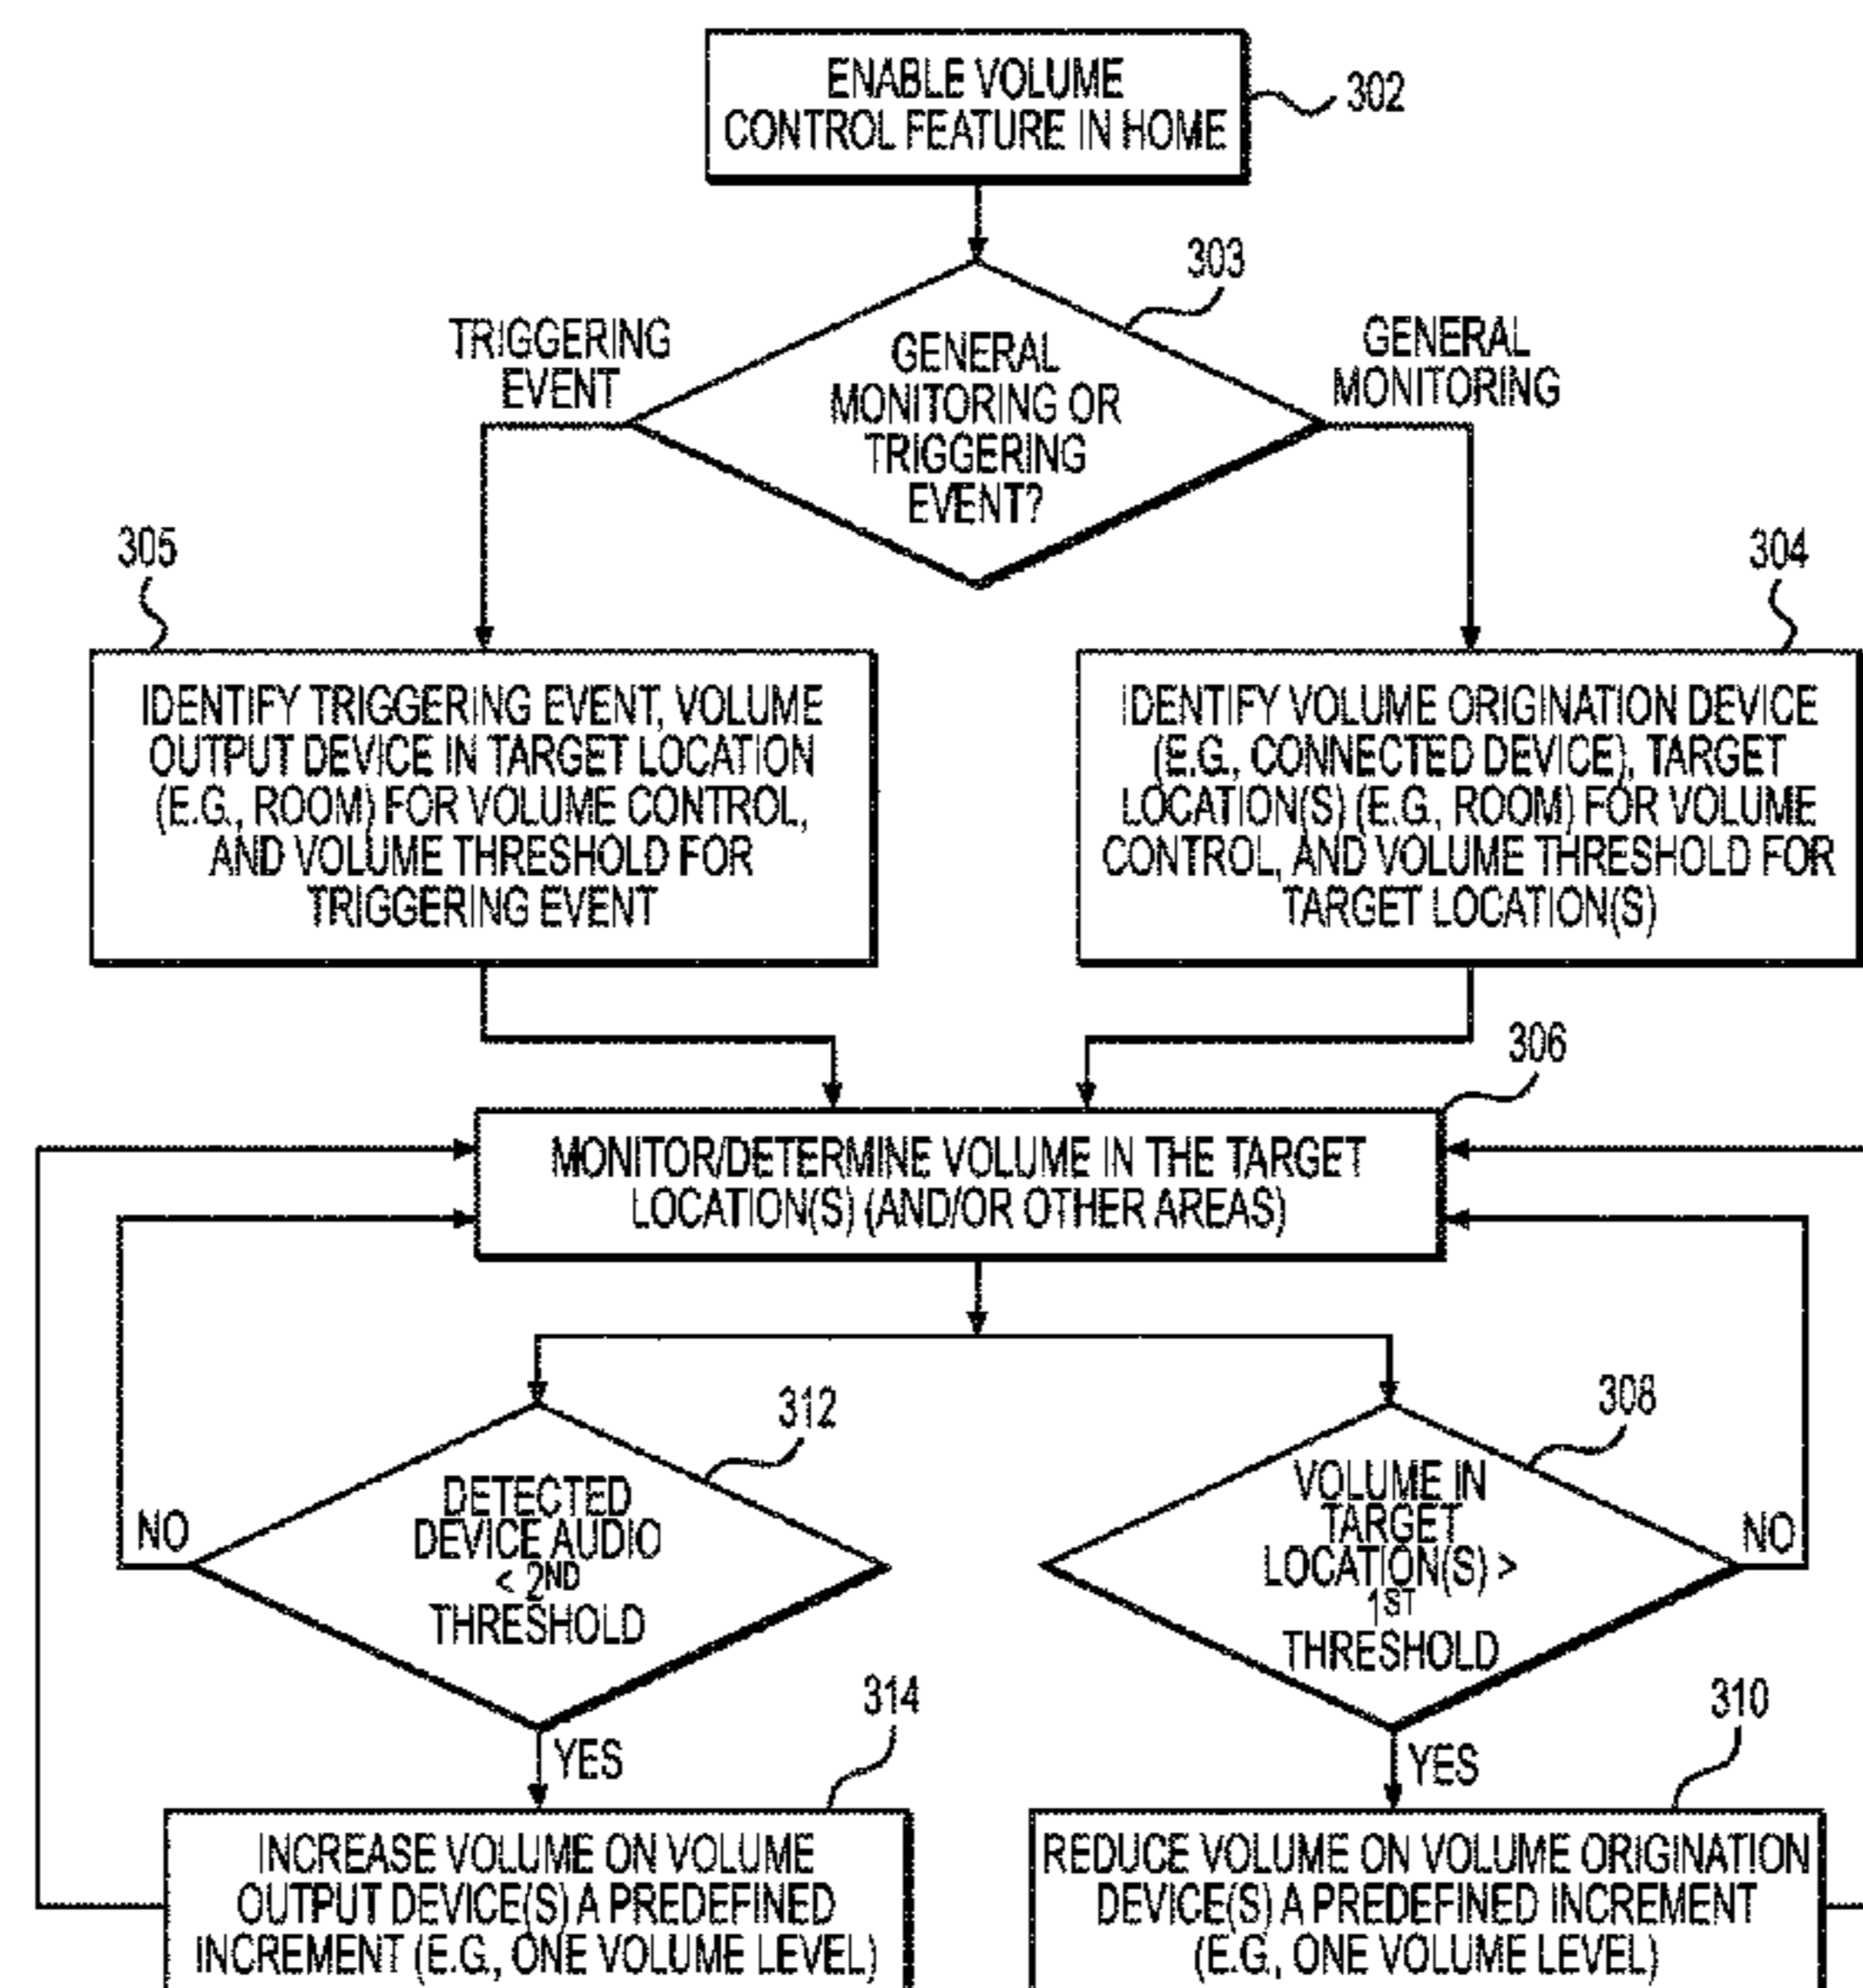 ENABLE VOLUME
CONTROL FEATURE IN HOME
302
303
TRIGGERING
EVENT
GENERAL
MONITORING OR
TRIGGERING
EVENT?
GENERAL
MONITORING
305
304
IDENTIFY TRIGGERING EVENT, VOLUME
OUTPUT DEVICE IN TARGET LOCATION
(E.G., ROOM) FOR VOLUME CONTROL,
AND VOLUME THRESHOLD FOR
TRIGGERING EVENT
IDENTIFY VOLUME ORIGINATION DEVICE
(E.G., CONNECTED DEVICE), TARGET
LOCATION(S) (E.G., ROOM) FOR VOLUME
CONTROL, AND VOLUME THRESHOLD FOR
TARGET LOCATION(S)
306
MONITOR/DETERMINE VOLUME IN THE TARGET
LOCATION(S) (AND/OR OTHER AREAS)
312
DETECTED
DEVICE AUDIO
< 2ND
THRESHOLD
NO
YES
308
VOLUME IN
TARGET
LOCATION(S) >
1ST
THRESHOLD
NO
YES
314
INCREASE VOLUME ON VOLUME
OUTPUT DEVICE(S) A PREDEFINED
INCREMENT (E.G., ONE VOLUME LEVEL)
310
REDUCE VOLUME ON VOLUME ORIGINATION
DEVICE(S) A PREDEFINED INCREMENT
(E.G., ONE VOLUME LEVEL)